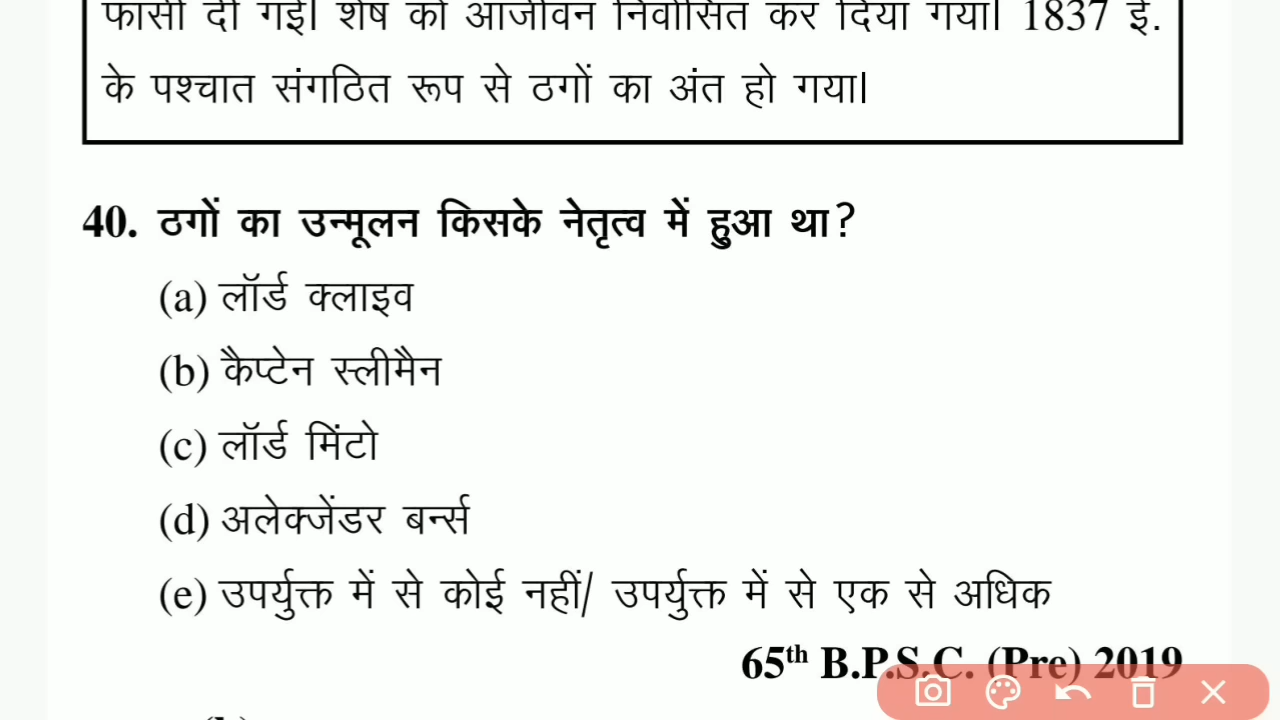 फांसी दी गई। शेष को आजीवन निर्वासित कर दिया गया। 1837 ई.
के पश्चात संगठित रूप से ठगों का अंत हो गया।
40. ठगों का उन्मूलन किसके नेतृत्व में हुआ था?
(a) लॉर्ड क्लाइव
(b) कैप्टेन स्लीमैन
(c) लॉर्ड मिंटो
(d) अलेक्जेंडर बर्न्स
(e) उपर्युक्त में से कोई नहीं/ उपर्युक्त में से एक से अधिक
65th B.P.S.C. (Pre) 2019